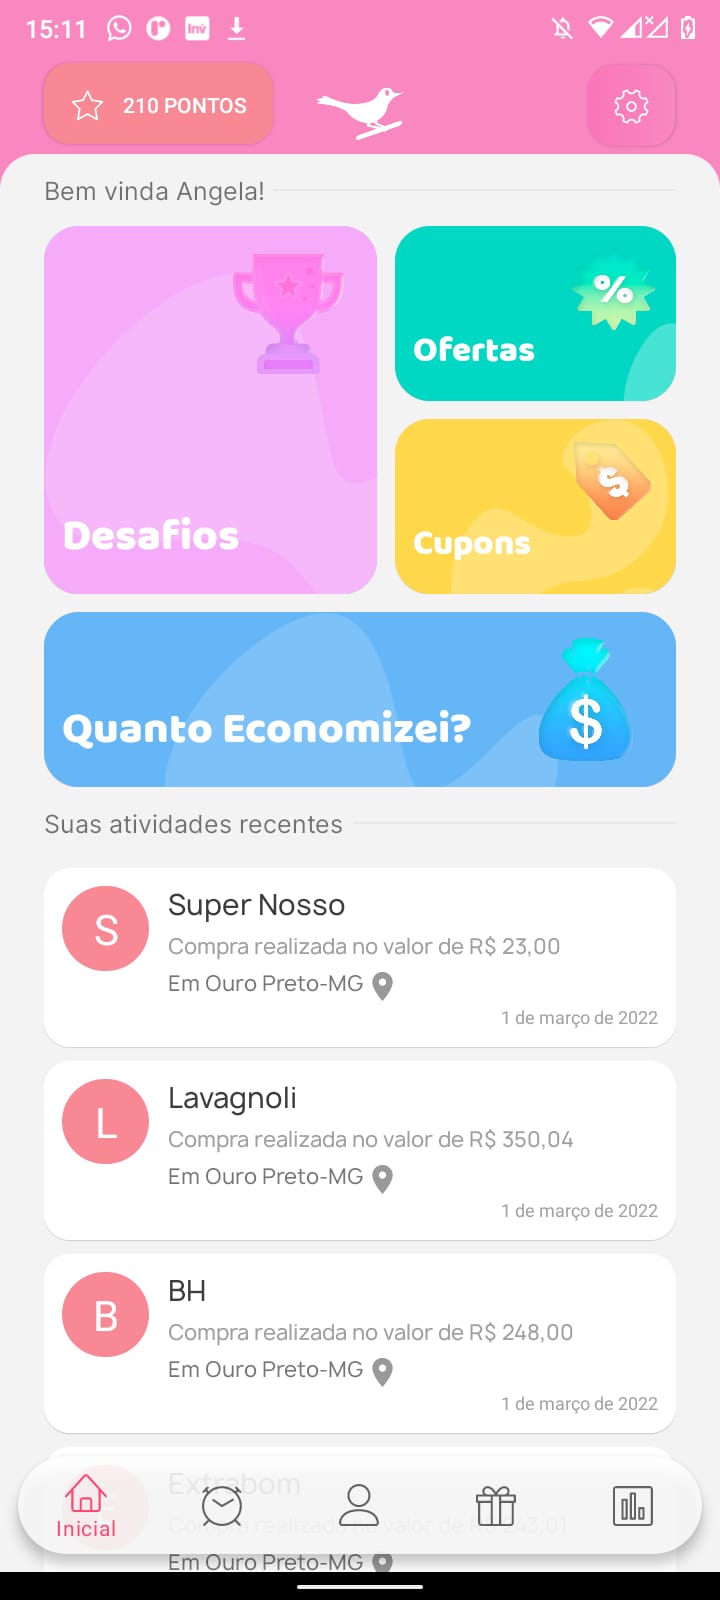 15:11
Inv
210 PONTOS
Bem vinda Angela!
Desafios
%
Ofertas
$
Cupons
Quanto Economizei?
$
Suas atividades recentes
S
Super Nosso
Compra realizada no valor de R$ 23,00
Em Ouro Preto-MG
1 de março de 2022
L
Lavagnoli
Compra realizada no valor de R$ 350,04
Em Ouro Preto-MG
1 de março de 2022
B
BH
Compra realizada no valor de R$ 248,00
Em Ouro Preto-MG
1 de março de 2022
Extrabom
Compra realizada no valor de R$ 243,01
Em Ouro Preto-MG
Inicial